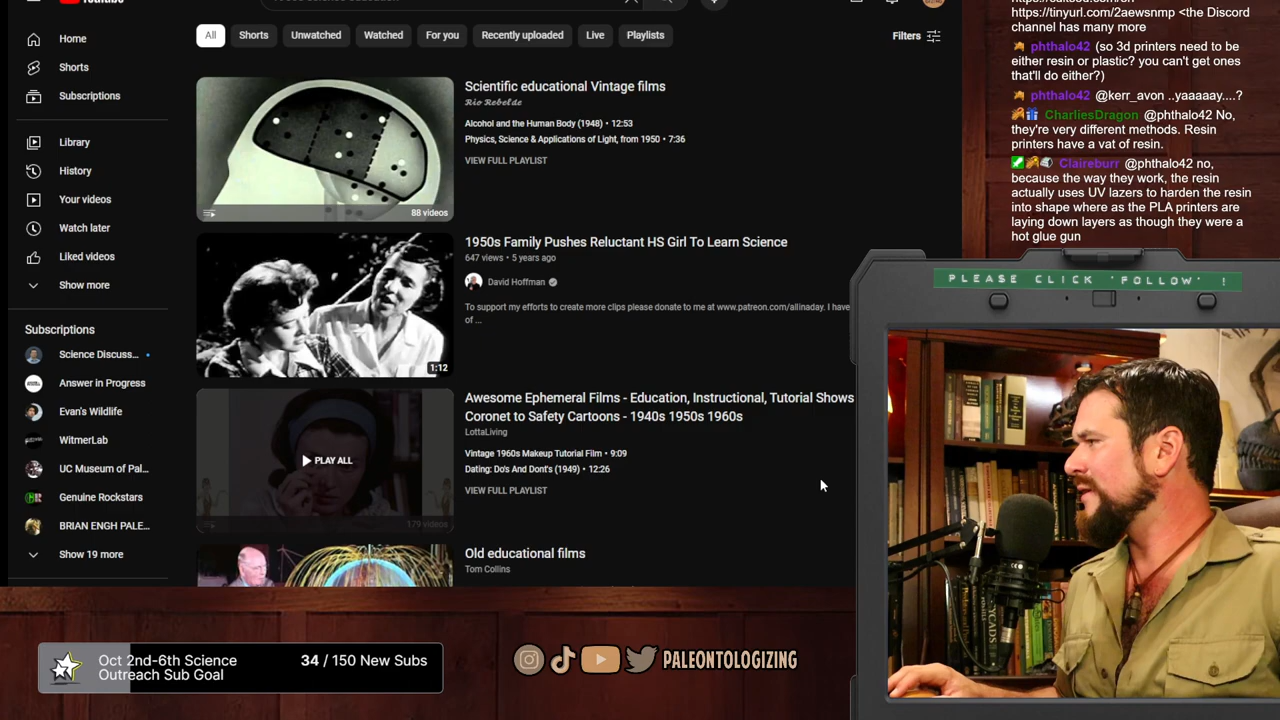 Home
Shorts
Subscriptions
Library
History
Your videos
Watch later
Liked videos
Show more
Subscriptions
Science Discuss...
Answer in Progress
Evan's Wildlife
WitmerLab
UC Museum of Pal...
Genuine Rockstars
BRIAN ENGH PALE...
Show 19 more
All
Shorts
Unwatched
Watched
For you
Recently uploaded
Live
Playlists
Filters
Scientific educational Vintage films
Rio Rebelde
Alcohol and the Human Body (1948) • 12:53
Physics, Science & Applications of Light, from 1950 • 7:36
VIEW FULL PLAYLIST
88 videos
1950s Family Pushes Reluctant HS Girl To Learn Science
647 views • 5 years ago
David Hoffman
To support my efforts to create more clips please donate to me at www.patreon.com/allinaday. I have
of ...
1:12
Awesome Ephemeral Films - Education, Instructional, Tutorial Shows
Coronet to Safety Cartoons - 1940s 1950s 1960s
LottaLiving
Vintage 1960s Makeup Tutorial Film • 9:09
Dating: Do's And Dont's (1949) • 12:26
VIEW FULL PLAYLIST
PLAY ALL
179 videos
Old educational films
Tom Collins
https://tinyurl.com/2aewsnmp <the Discord
channel has many more
phthalo42 (so 3d printers need to be
either resin or plastic? you can't get ones
that'll do either?)
phthalo42 @kerr_avon ..yaaaaay....?
CharliesDragon @phthalo42 No,
they're very different methods. Resin
printers have a vat of resin.
Claireburr @phthalo42 no,
because the way they work, the resin
actually uses UV lazers to harden the resin
into shape where as the PLA printers are
laying down layers as though they were a
hot glue gun
PLEASE CLICK 'FOLLOW' !
Oct 2nd-6th Science
Outreach Sub Goal
34 / 150 New Subs
PALEONTOLOGIZING